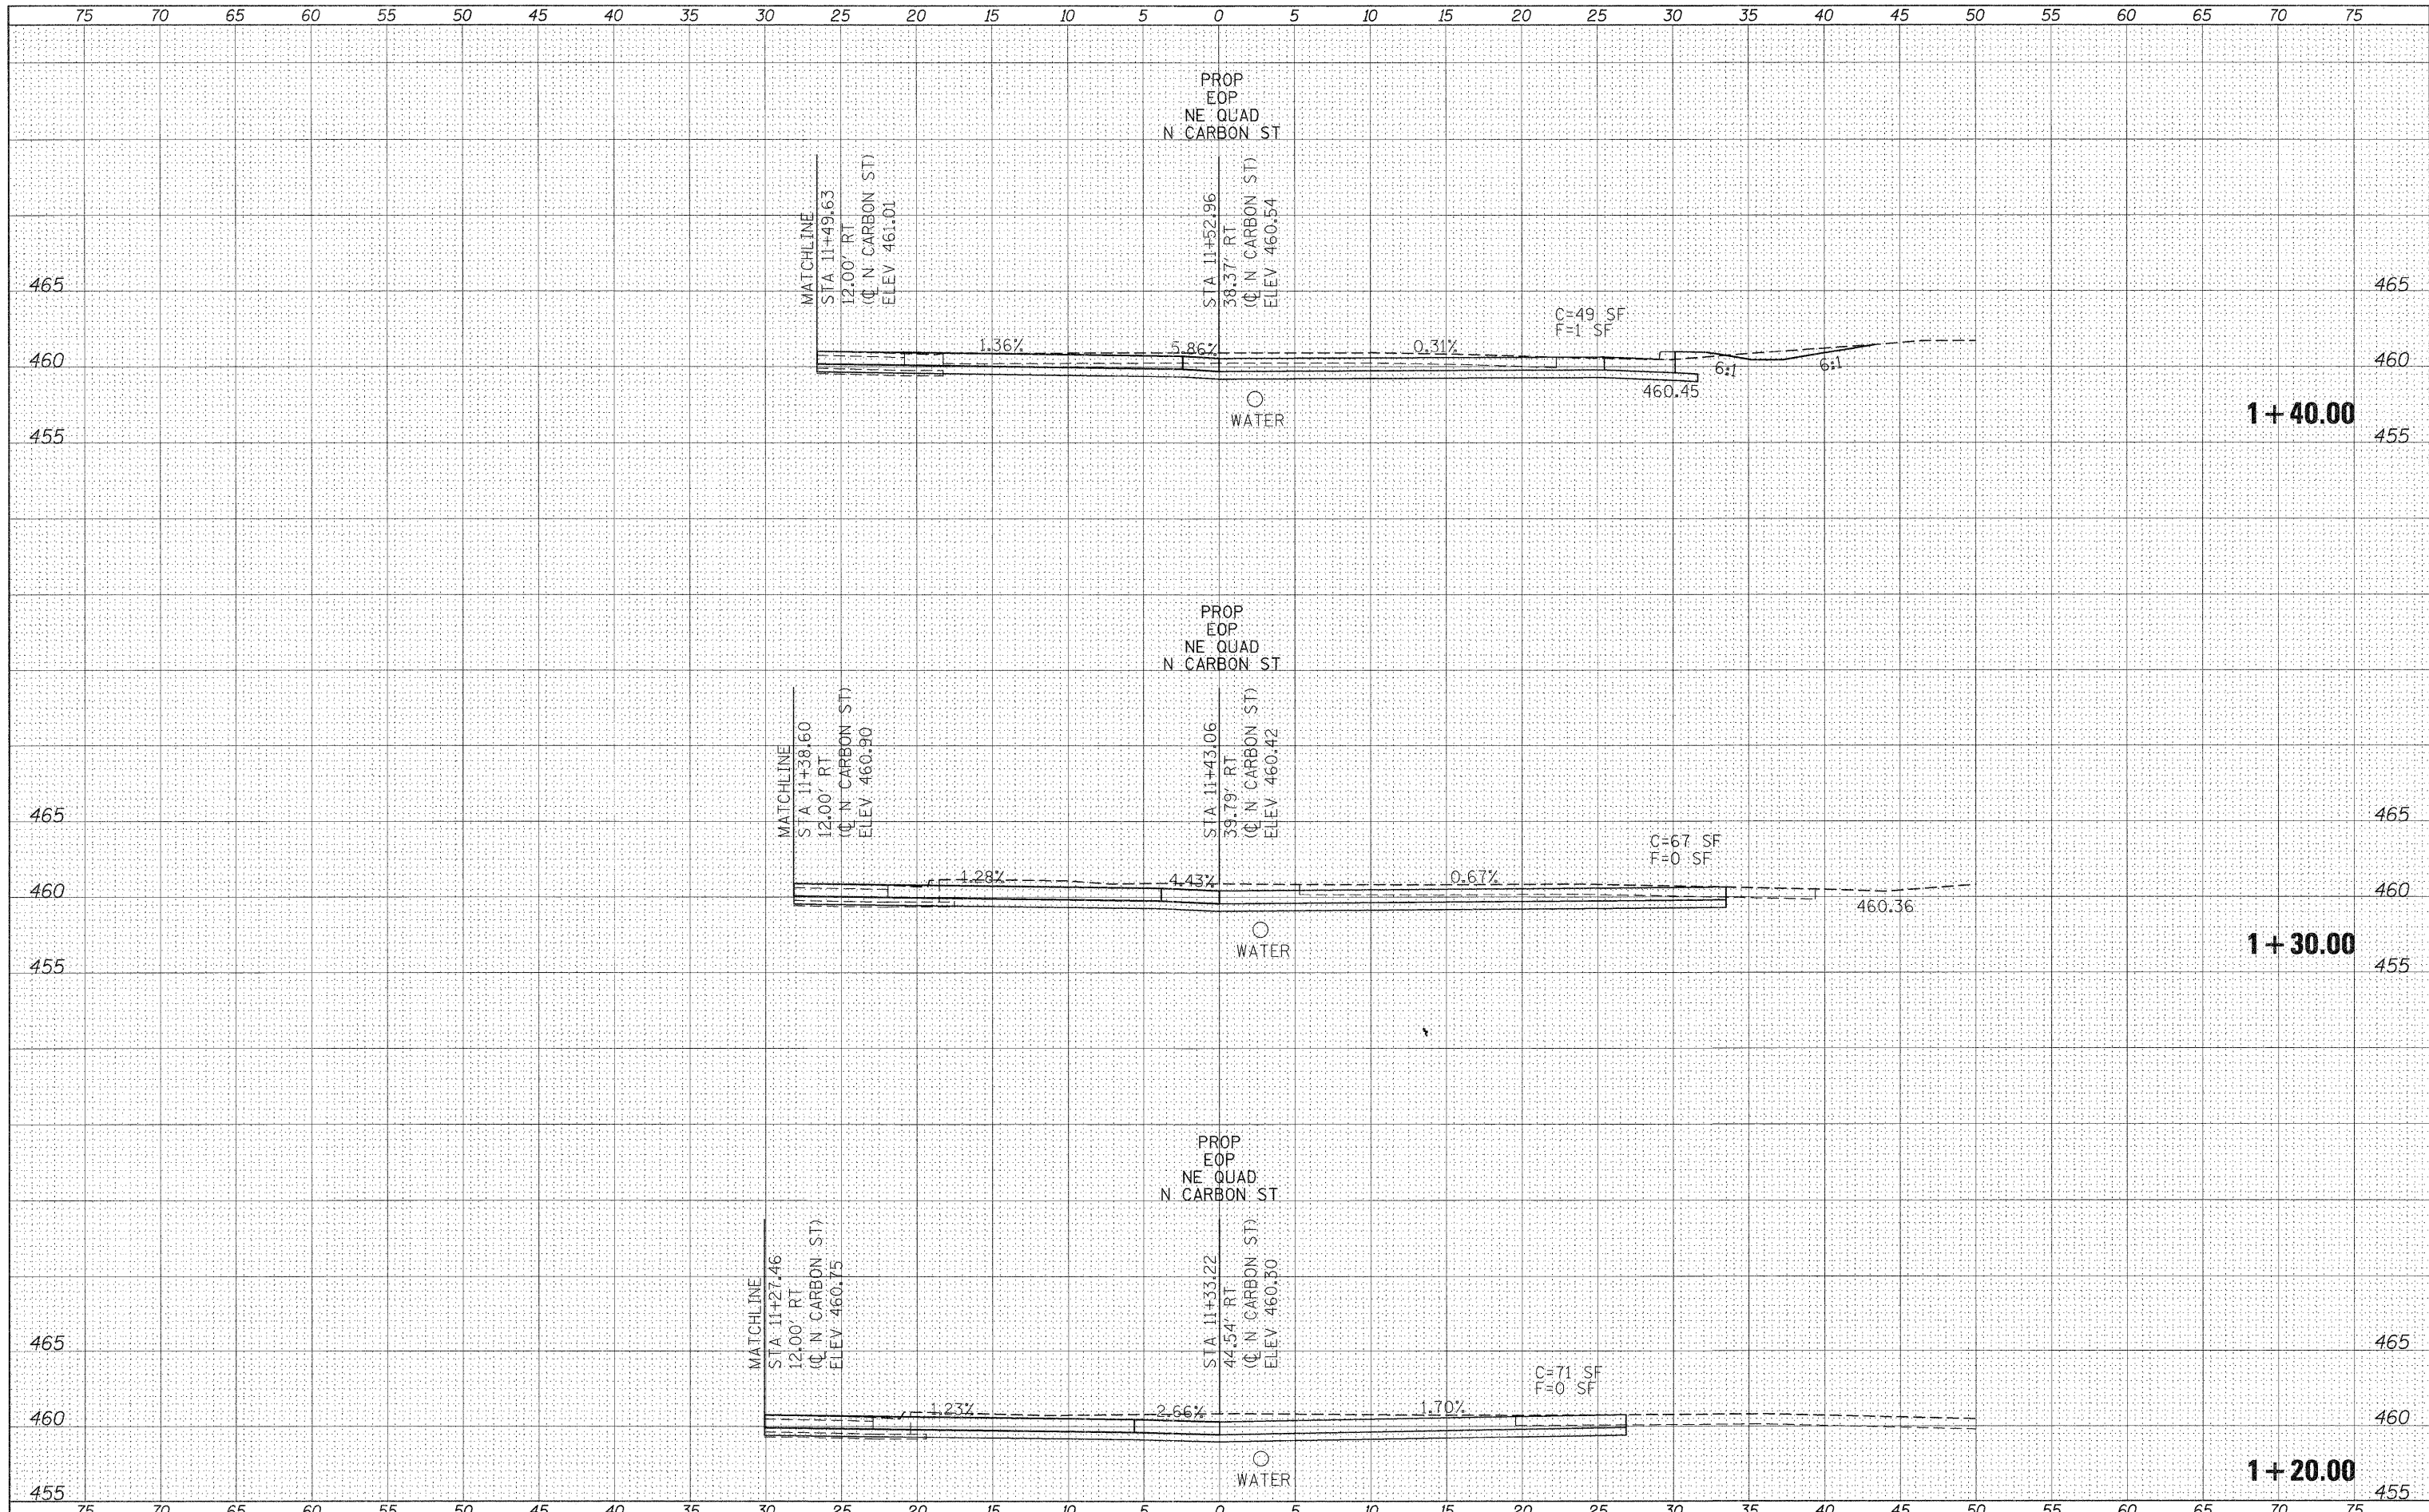 75 70 65 60 55 50 45 40 35 30 25 20 15 10 5 0 5 10 15 20 25 30 35 40 45 50 55 60 65 70 75
PROP
EOP
NE QUAD
N CARBON ST
MATCHLINE
STA 11+49.63
12.00' RT
(℄ N CARBON ST)
ELEV 461.01
STA 11+52.96
38.37' RT
(℄ N CARBON ST)
ELEV 460.54
465 465
C=49 SF
F=1 SF
1.36% 5.86% 0.31%
460 6:1 6:1 460
460.45
WATER
1+40.00
455 455
PROP
EOP
NE QUAD
N CARBON ST
MATCHLINE
STA 11+38.60
12.00' RT
(℄ N CARBON ST)
ELEV 460.90
STA 11+43.06
39.79' RT
(℄ N CARBON ST)
ELEV 460.42
465 465
C=67 SF
F=0 SF
1.28% 4.43% 0.67%
460 460
460.36
WATER
1+30.00
455 455
PROP
EOP
NE QUAD
N CARBON ST
MATCHLINE
STA 11+27.46
12.00' RT
(℄ N CARBON ST)
ELEV 460.75
STA 11+33.22
44.54' RT
(℄ N CARBON ST)
ELEV 460.30
465 465
C=71 SF
F=0 SF
1.23% 2.66% 1.70%
460 460
WATER
1+20.00
455 455
75 70 65 60 55 50 45 40 35 30 25 20 15 10 5 0 5 10 15 20 25 30 35 40 45 50 55 60 65 70 75